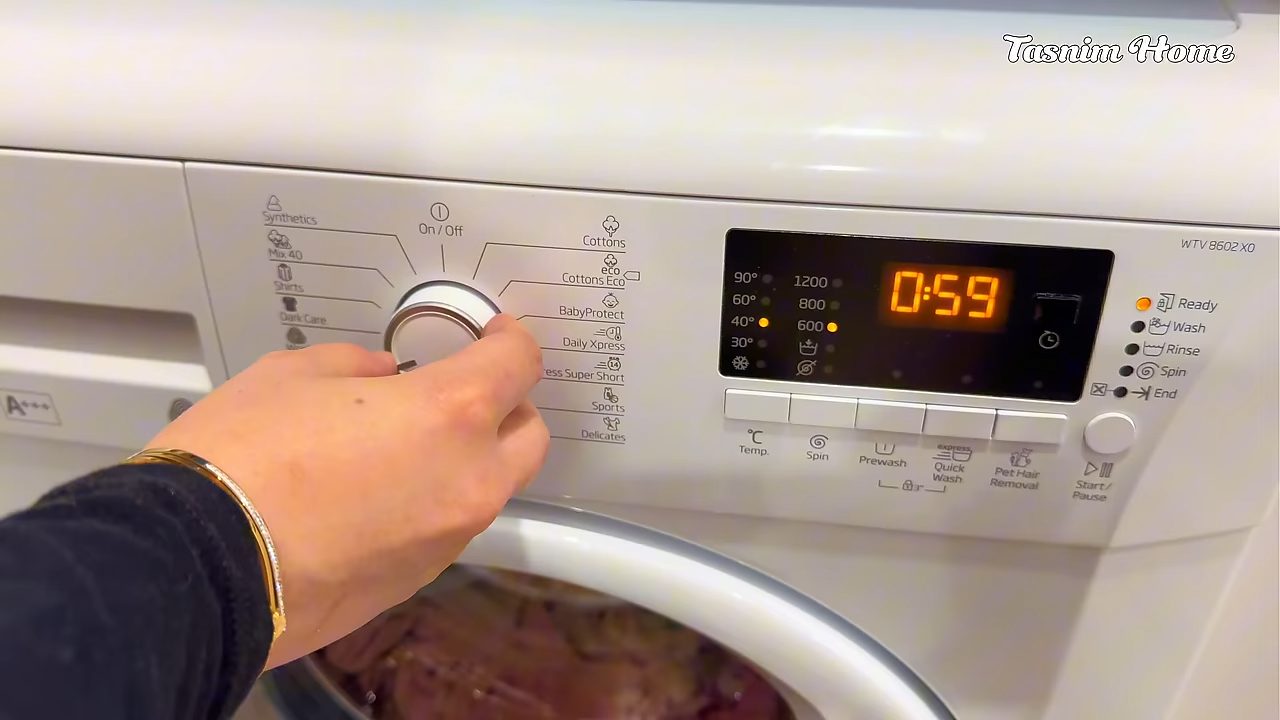 Tasnim Home
WTV 8602 X0
Synthetics
Mix 40
Shirts
Dark Care
On / Off
Cottons
eco
Cottons Eco
BabyProtect
Daily Xpress
14
ress Super Short
Sports
Delicates
90°
60°
40°
30°
1200
800
600
0:59
Ready
Wash
Rinse
Spin
End
°C
Temp.
Spin
Prewash
express
Quick
Wash
Pet Hair
Removal
Start/
Pause
A+++